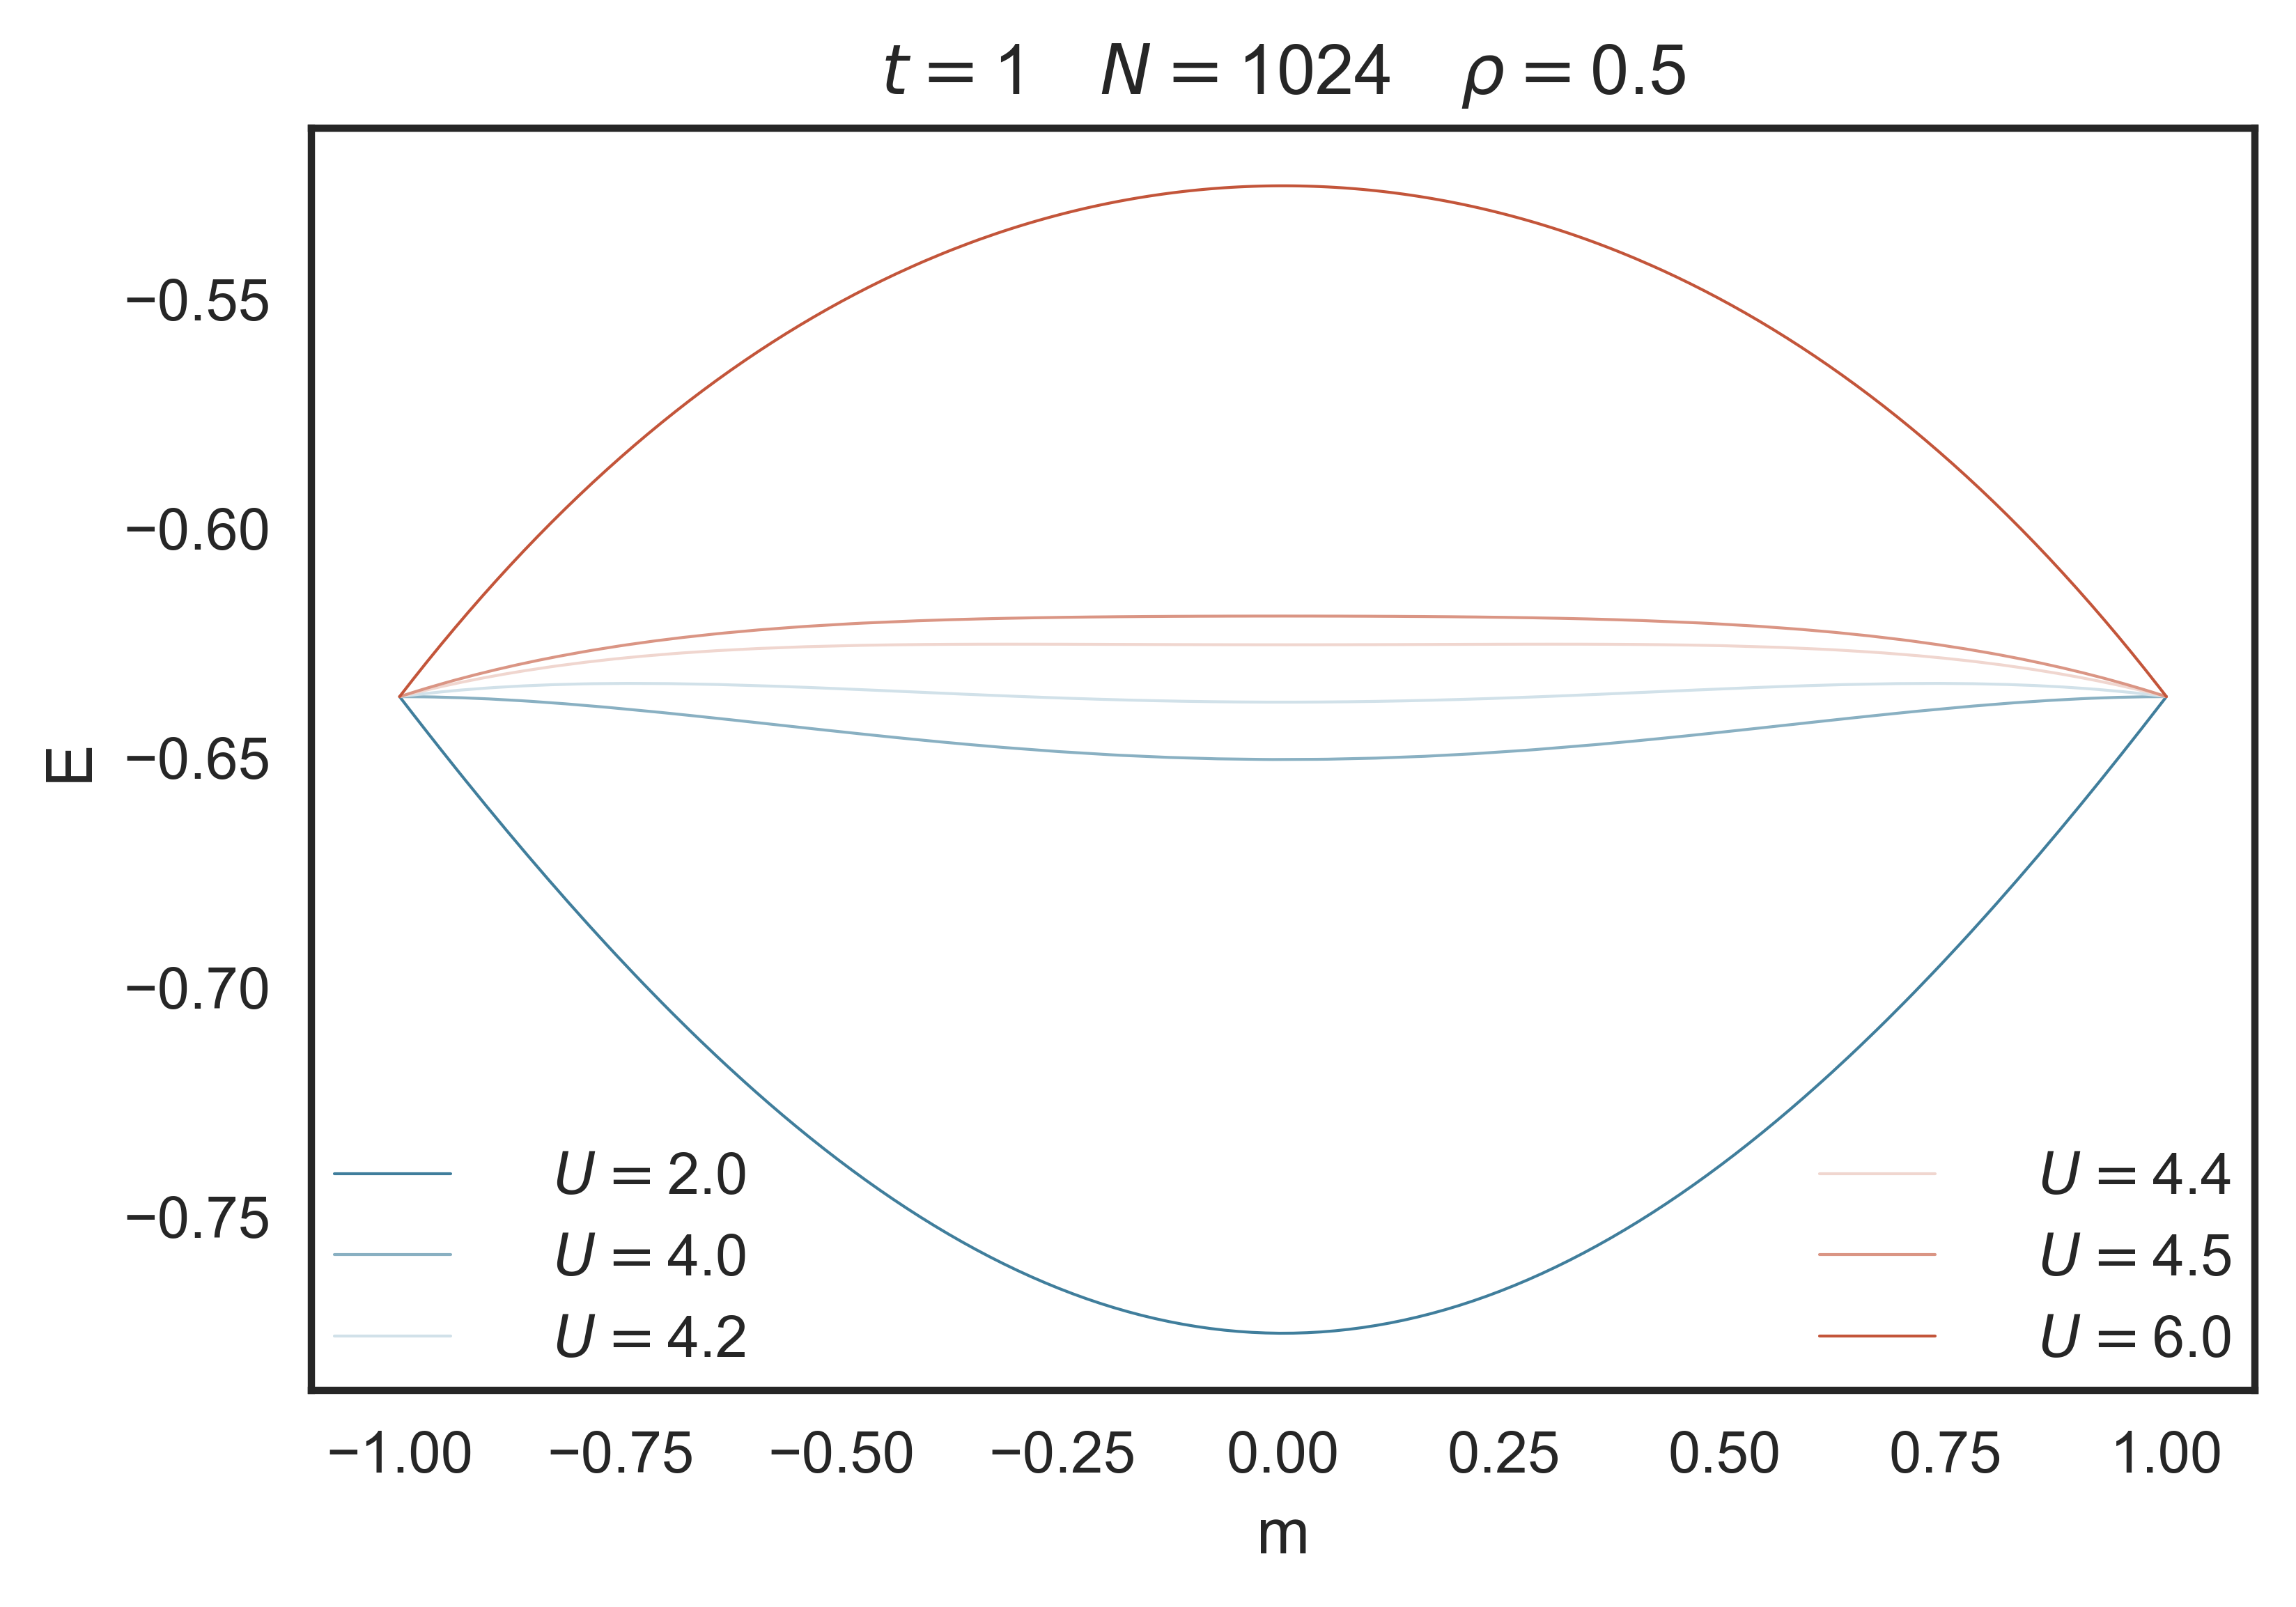 t = 1   N = 1024   ρ = 0.5
E
−0.55
−0.60
−0.65
−0.70
−0.75
U = 2.0
U = 4.0
U = 4.2
U = 4.4
U = 4.5
U = 6.0
−1.00 −0.75 −0.50 −0.25 0.00 0.25 0.50 0.75 1.00
m